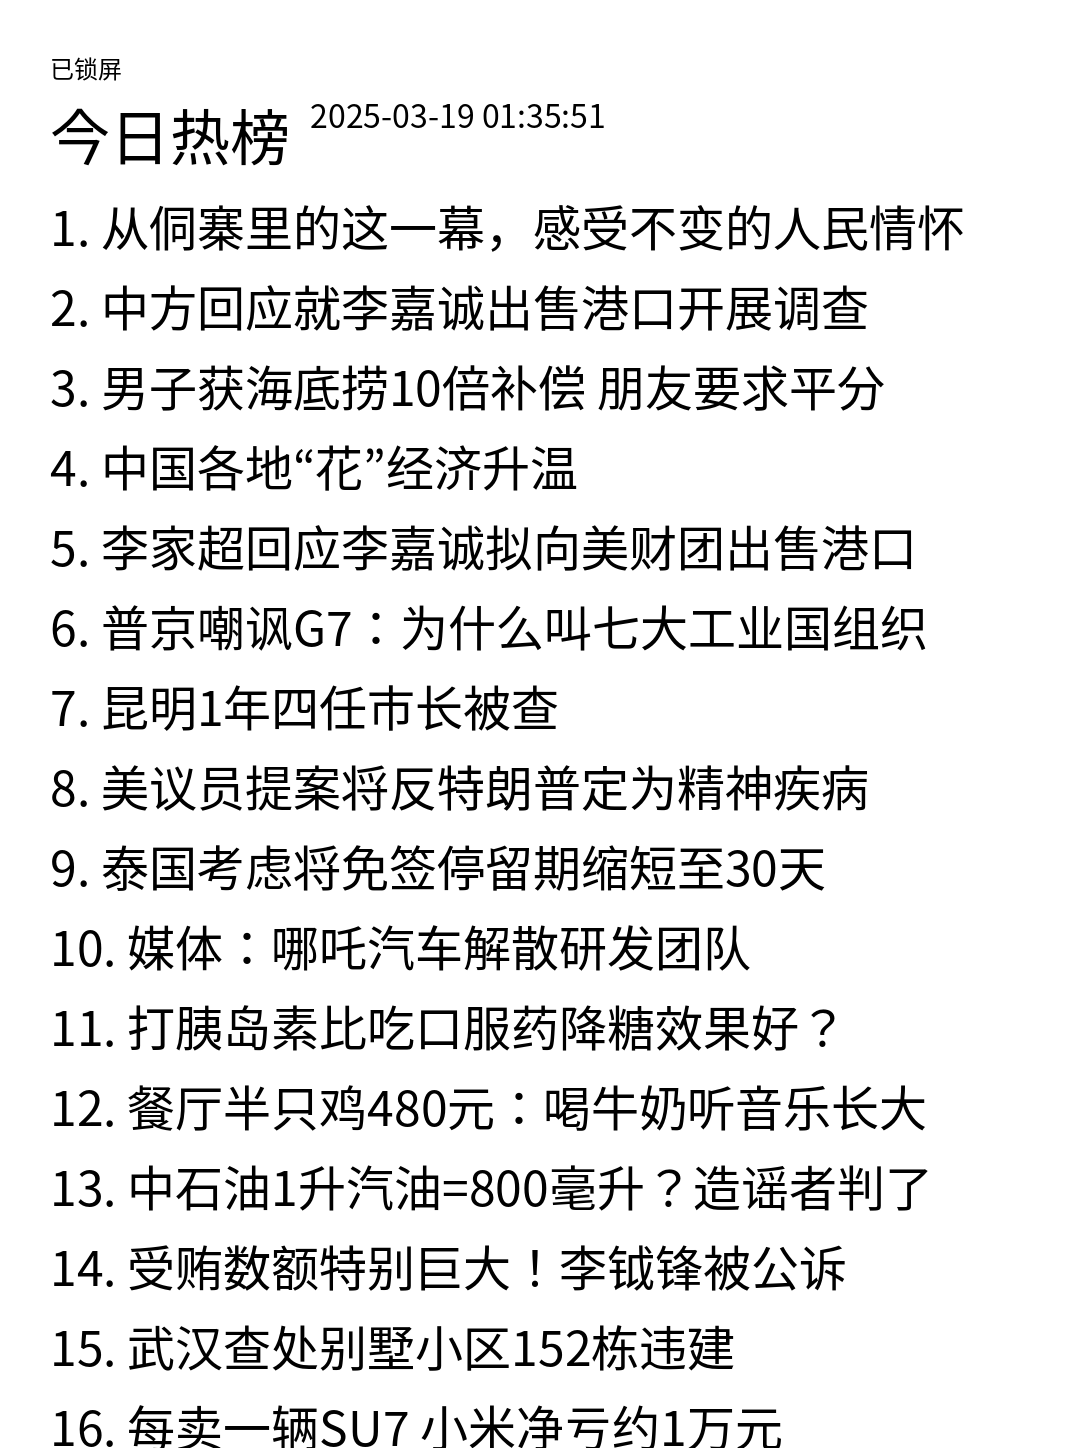 已锁屏
今日热榜 2025-03-19 01:35:51
1. 从侗寨里的这一幕，感受不变的人民情怀
2. 中方回应就李嘉诚出售港口开展调查
3. 男子获海底捞10倍补偿 朋友要求平分
4. 中国各地“花”经济升温
5. 李家超回应李嘉诚拟向美财团出售港口
6. 普京嘲讽G7：为什么叫七大工业国组织
7. 昆明1年四任市长被查
8. 美议员提案将反特朗普定为精神疾病
9. 泰国考虑将免签停留期缩短至30天
10. 媒体：哪吒汽车解散研发团队
11. 打胰岛素比吃口服药降糖效果好？
12. 餐厅半只鸡480元：喝牛奶听音乐长大
13. 中石油1升汽油=800毫升？造谣者判了
14. 受贿数额特别巨大！李钺锋被公诉
15. 武汉查处别墅小区152栋违建
16. 每卖一辆SU7 小米净亏约1万元